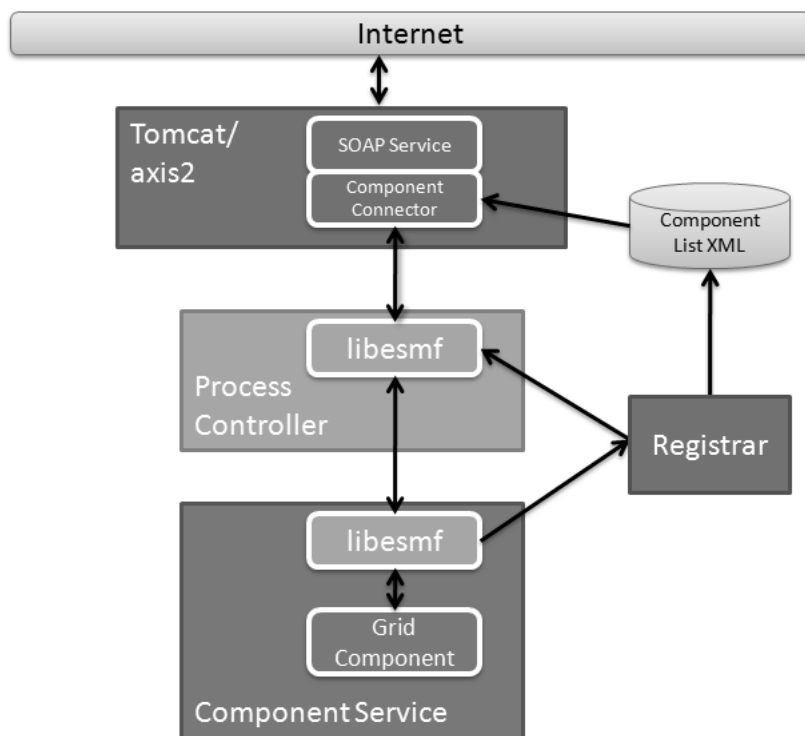 Internet
Tomcat/
axis2
SOAP Service
Component
Connector
Component
List XML
libesmf
Process
Controller
Registrar
libesmf
Grid
Component
Component Service